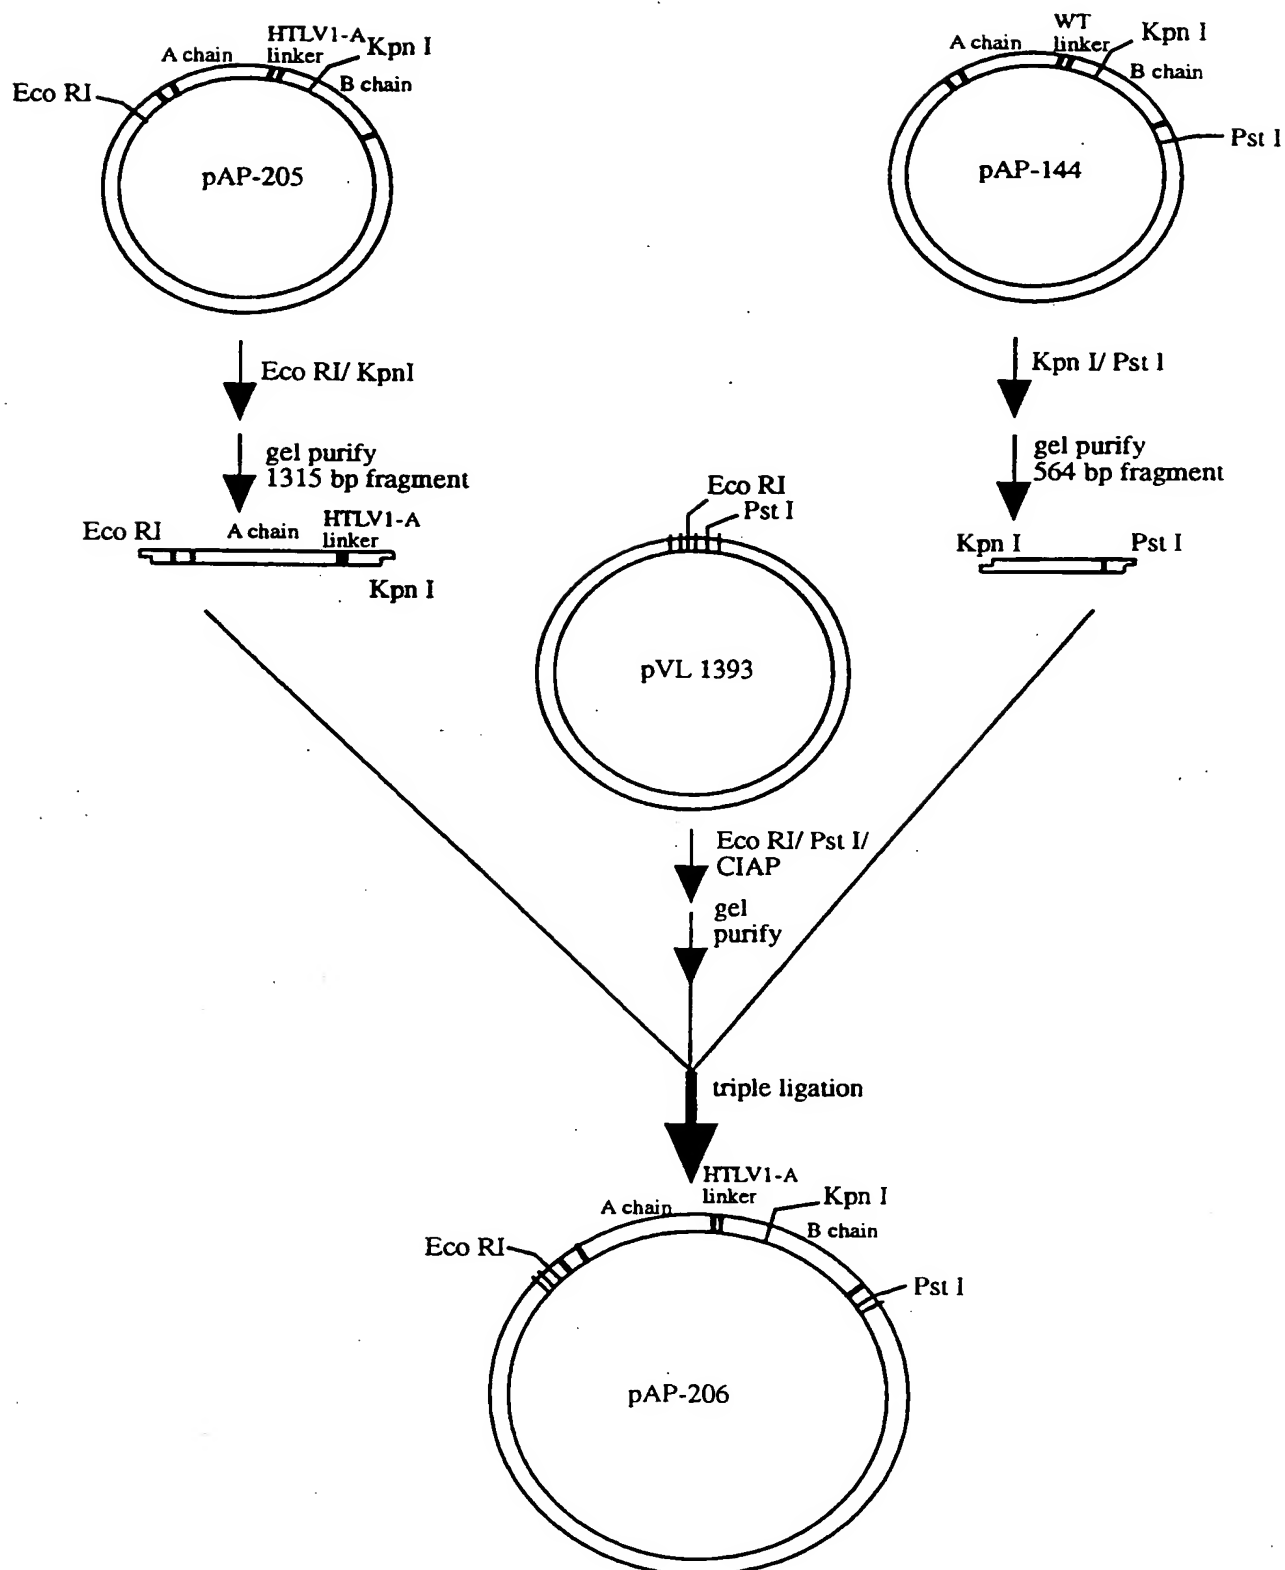 HTLV1-A
linker
A chain
Kpn I
B chain
Eco RI
pAP-205
WT
linker
Kpn I
A chain
B chain
Pst I
pAP-144
Eco RI/ KpnI
gel purify
1315 bp fragment
Kpn I/ Pst I
gel purify
564 bp fragment
Eco RI
A chain
HTLV1-A
linker
Kpn I
Eco RI
Pst I
Kpn I
Pst I
pVL 1393
Eco RI/ Pst I/
CIAP
gel
purify
triple ligation
HTLV1-A
linker
A chain
Kpn I
B chain
Eco RI
Pst I
pAP-206